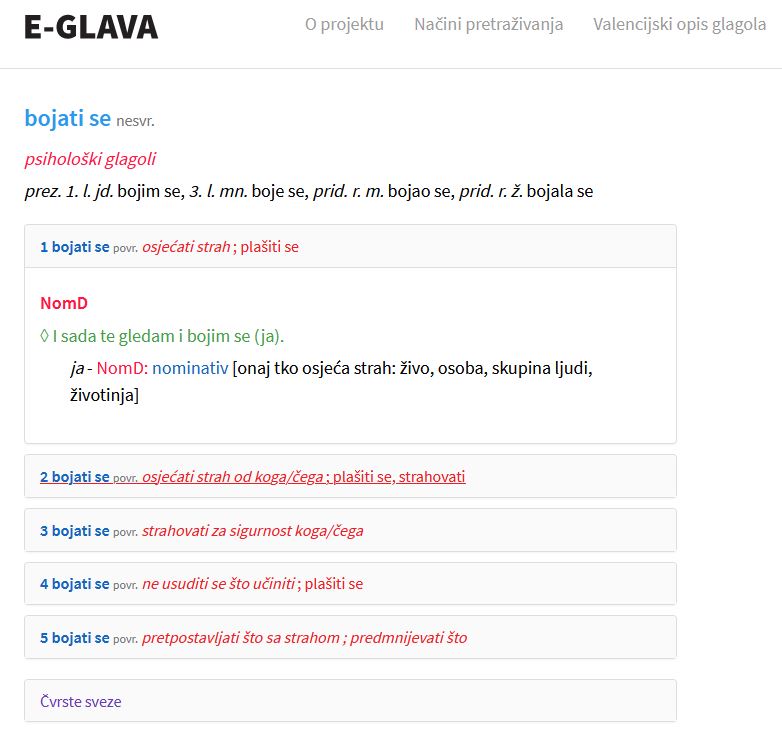 E-GLAVA
O projektu Načini pretraživanja Valencijski opis glagola
bojati se nesvr.
psihološki glagoli
prez. 1. l. jd. bojim se, 3. l. mn. boje se, prid. r. m. bojao se, prid. r. ž. bojala se
1 bojati se povr. osjećati strah ; plašiti se
NomD
◊ I sada te gledam i bojim se (ja).
ja - NomD: nominativ [onaj tko osjeća strah: živo, osoba, skupina ljudi,
životinja]
2 bojati se povr. osjećati strah od koga/čega ; plašiti se, strahovati
3 bojati se povr. strahovati za sigurnost koga/čega
4 bojati se povr. ne usuditi se što učiniti ; plašiti se
5 bojati se povr. pretpostavljati što sa strahom ; predmnijevati što
Čvrste sveze